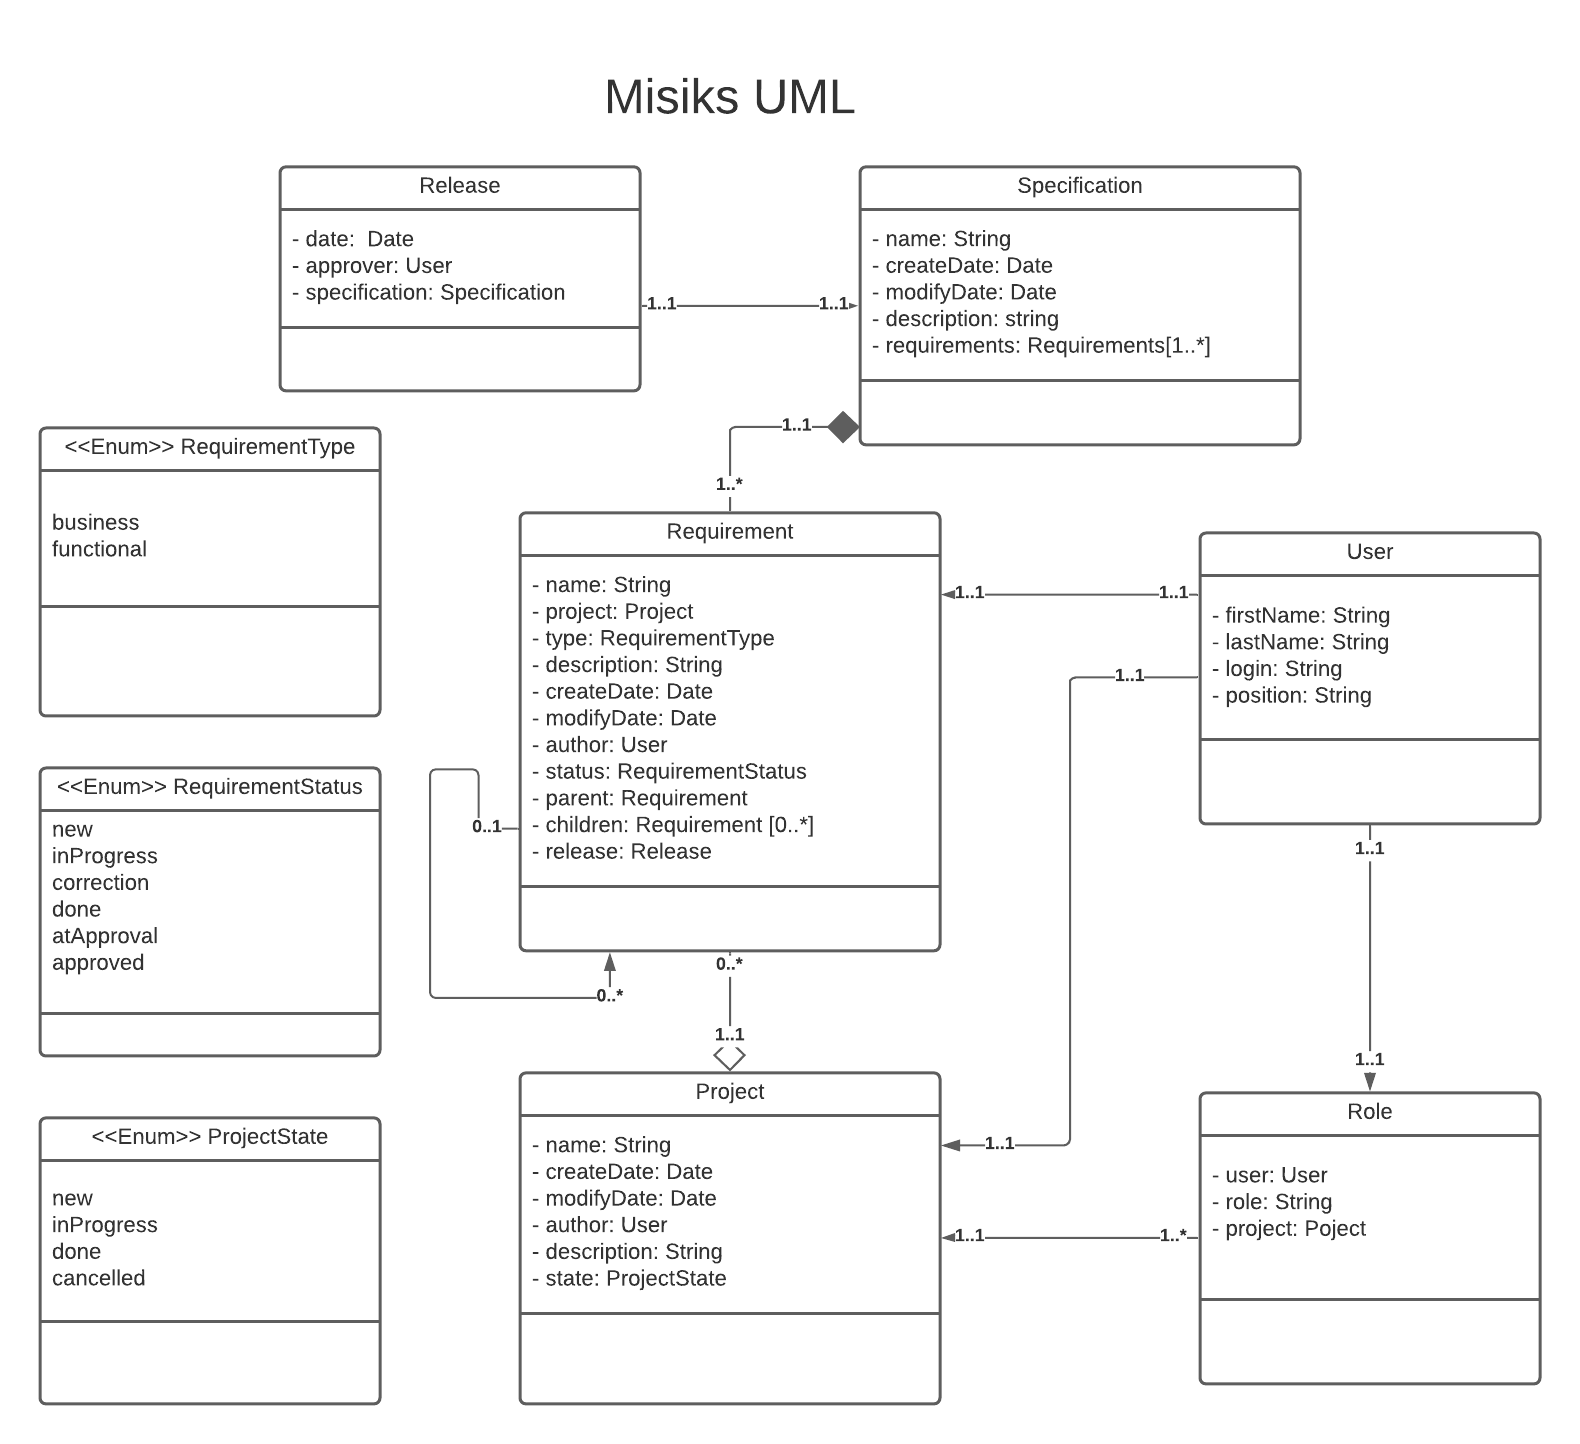 Misiks UML
Release
- date:  Date
- approver: User
- specification: Specification
1..1
1..1
Specification
- name: String
- createDate: Date
- modifyDate: Date
- description: string
- requirements: Requirements[1..*]
1..1
1..*
<<Enum>> RequirementType
business
functional
<<Enum>> RequirementStatus
new
inProgress
correction
done
atApproval
approved
<<Enum>> ProjectState
new
inProgress
done
cancelled
Requirement
- name: String
- project: Project
- type: RequirementType
- description: String
- createDate: Date
- modifyDate: Date
- author: User
- status: RequirementStatus
- parent: Requirement
- children: Requirement [0..*]
- release: Release
0..1
0..*
0..*
1..1
1..1
1..1
1..1
1..1
User
- firstName: String
- lastName: String
- login: String
- position: String
1..1
1..1
Project
- name: String
- createDate: Date
- modifyDate: Date
- author: User
- description: String
- state: ProjectState
1..1
1..*
Role
- user: User
- role: String
- project: Poject